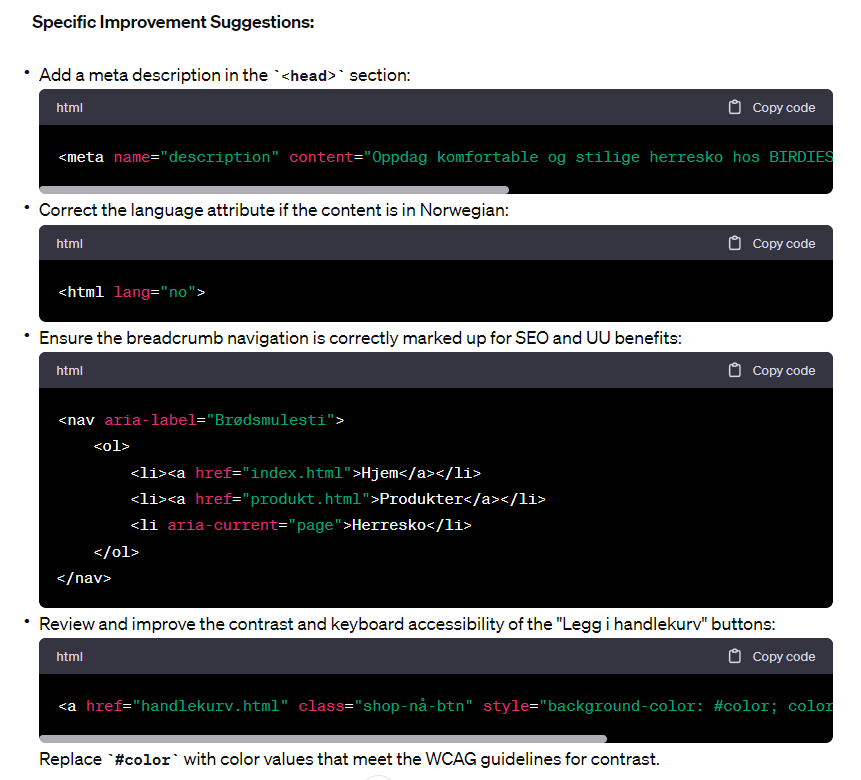 Specific Improvement Suggestions:
• Add a meta description in the `<head>` section:
html Copy code
<meta name="description" content="Oppdag komfortable og stilige herresko hos BIRDIES
• Correct the language attribute if the content is in Norwegian:
html Copy code
<html lang="no">
• Ensure the breadcrumb navigation is correctly marked up for SEO and UU benefits:
html Copy code
<nav aria-label="Brødsmulesti">
    <ol>
        <li><a href="index.html">Hjem</a></li>
        <li><a href="produkt.html">Produkter</a></li>
        <li aria-current="page">Herresko</li>
    </ol>
</nav>
• Review and improve the contrast and keyboard accessibility of the "Legg i handlekurv" buttons:
html Copy code
<a href="handlekurv.html" class="shop-nå-btn" style="background-color: #color; color
Replace `#color` with color values that meet the WCAG guidelines for contrast.